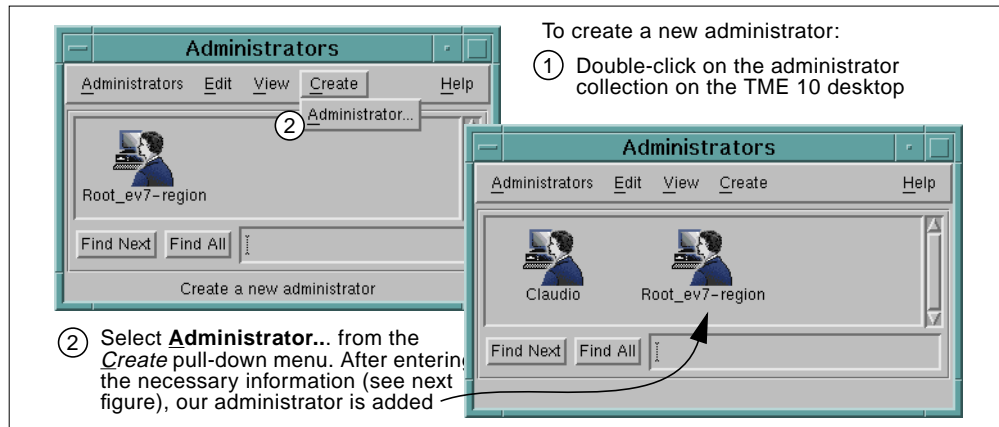 To create a new administrator:
1 Double-click on the administrator
collection on the TME 10 desktop
Administrators
Administrators Edit View Create Help
2 Administrator...
Root_ev7-region
Find Next Find All
Create a new administrator
Administrators
Administrators Edit View Create Help
Claudio Root_ev7-region
Find Next Find All
2 Select Administrator... from the
Create pull-down menu. After entering
the necessary information (see next
figure), our administrator is added